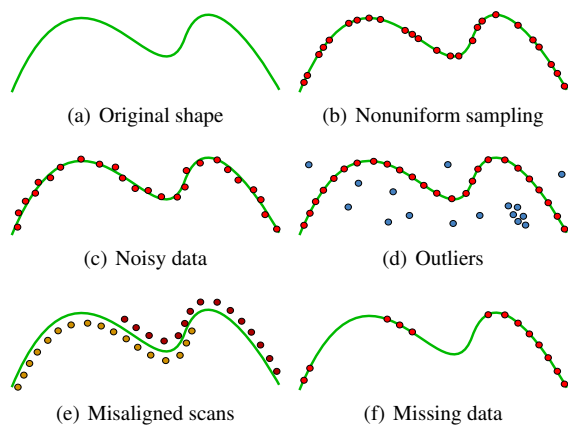 (a) Original shape
(b) Nonuniform sampling
(c) Noisy data
(d) Outliers
(e) Misaligned scans
(f) Missing data